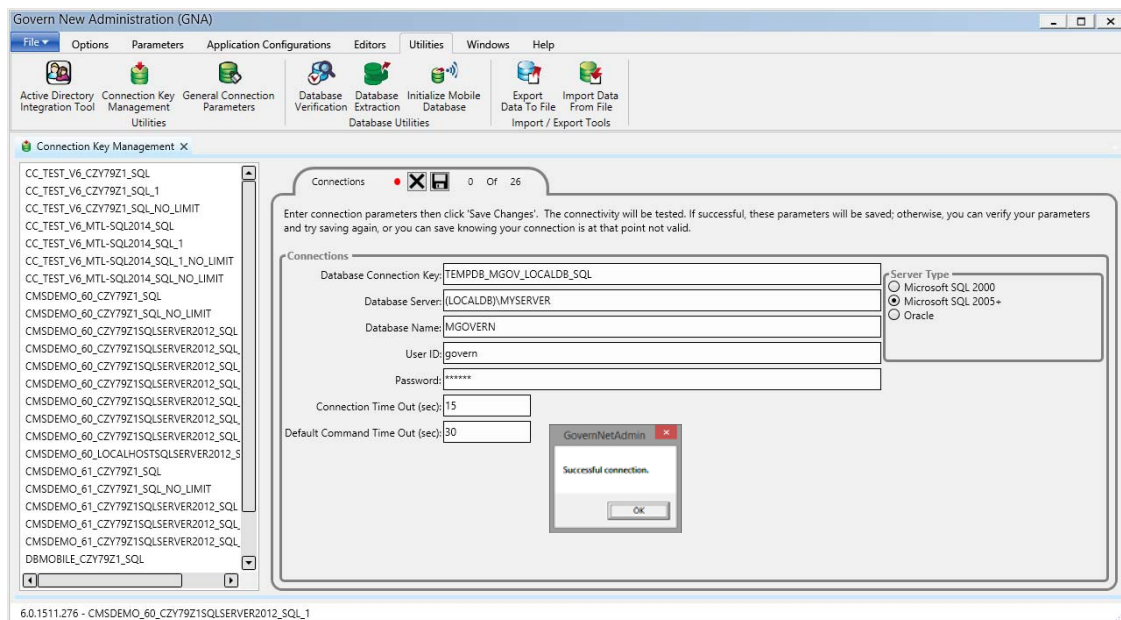 Govern New Administration (GNA)
File Options Parameters Application Configurations Editors Utilities Windows Help
Active Directory Integration Tool
Connection Key Management
General Connection Parameters
Database Verification
Database Extraction
Initialize Mobile Database
Export Data To File
Import Data From File
Utilities Database Utilities Import / Export Tools
Connection Key Management X
CC_TEST_V6_CZY79Z1_SQL
CC_TEST_V6_CZY79Z1_SQL_1
CC_TEST_V6_CZY79Z1_SQL_NO_LIMIT
CC_TEST_V6_MTL-SQL2014_SQL
CC_TEST_V6_MTL-SQL2014_SQL_1
CC_TEST_V6_MTL-SQL2014_SQL_1_NO_LIMIT
CC_TEST_V6_MTL-SQL2014_SQL_NO_LIMIT
CMSDEMO_60_CZY79Z1_SQL
CMSDEMO_60_CZY79Z1_SQL_NO_LIMIT
CMSDEMO_60_CZY79Z1SQLSERVER2012_SQL
CMSDEMO_60_CZY79Z1SQLSERVER2012_SQL_
CMSDEMO_60_CZY79Z1SQLSERVER2012_SQL_
CMSDEMO_60_CZY79Z1SQLSERVER2012_SQL_
CMSDEMO_60_CZY79Z1SQLSERVER2012_SQL_
CMSDEMO_60_CZY79Z1SQLSERVER2012_SQL_
CMSDEMO_60_CZY79Z1SQLSERVER2012_SQL_
CMSDEMO_60_LOCALHOSTSQLSERVER2012_S
CMSDEMO_61_CZY79Z1_SQL
CMSDEMO_61_CZY79Z1_SQL_NO_LIMIT
CMSDEMO_61_CZY79Z1SQLSERVER2012_SQL
CMSDEMO_61_CZY79Z1SQLSERVER2012_SQL_
CMSDEMO_61_CZY79Z1SQLSERVER2012_SQL_
DBMOBILE_CZY79Z1_SQL
Connections 0 Of 26
Enter connection parameters then click 'Save Changes'. The connectivity will be tested. If successful, these parameters will be saved; otherwise, you can verify your parameters
and try saving again, or you can save knowing your connection is at that point not valid.
Connections
Database Connection Key: TEMPDB_MGOV_LOCALDB_SQL
Database Server: (LOCALDB)\MYSERVER
Database Name: MGOVERN
User ID: govern
Password: ******
Connection Time Out (sec): 15
Default Command Time Out (sec): 30
Server Type
Microsoft SQL 2000
Microsoft SQL 2005+
Oracle
GovernNetAdmin
Successful connection.
OK
6.0.1511.276 - CMSDEMO_60_CZY79Z1SQLSERVER2012_SQL_1